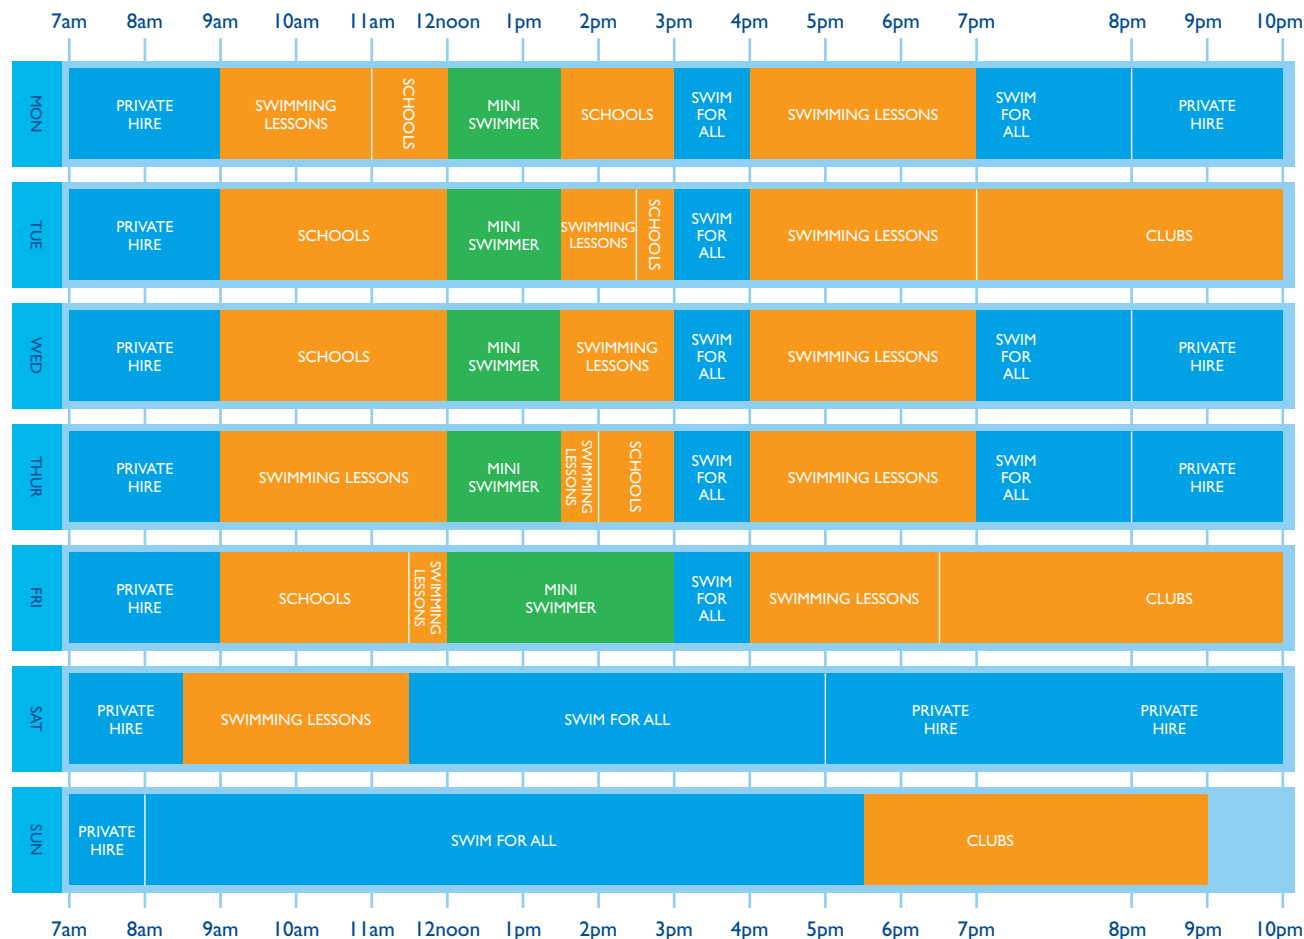 7am 8am 9am 10am 11am 12noon 1pm 2pm 3pm 4pm 5pm 6pm 7pm 8pm 9pm 10pm
MON
PRIVATE
HIRE
SWIMMING
LESSONS
SCHOOLS
MINI
SWIMMER
SCHOOLS
SWIM
FOR
ALL
SWIMMING LESSONS
SWIM
FOR
ALL
PRIVATE
HIRE
TUE
PRIVATE
HIRE
SCHOOLS
MINI
SWIMMER
SWIMMING
LESSONS
SCHOOLS
SWIM
FOR
ALL
SWIMMING LESSONS
CLUBS
WED
PRIVATE
HIRE
SCHOOLS
MINI
SWIMMER
SWIMMING
LESSONS
SWIM
FOR
ALL
SWIMMING LESSONS
SWIM
FOR
ALL
PRIVATE
HIRE
THUR
PRIVATE
HIRE
SWIMMING LESSONS
MINI
SWIMMER
SWIMMING
LESSONS
SCHOOLS
SWIM
FOR
ALL
SWIMMING LESSONS
SWIM
FOR
ALL
PRIVATE
HIRE
FRI
PRIVATE
HIRE
SCHOOLS
SWIMMING
LESSONS
MINI
SWIMMER
SWIM
FOR
ALL
SWIMMING LESSONS
CLUBS
SAT
PRIVATE
HIRE
SWIMMING LESSONS
SWIM FOR ALL
PRIVATE
HIRE
PRIVATE
HIRE
SUN
PRIVATE
HIRE
SWIM FOR ALL
CLUBS
7am 8am 9am 10am 11am 12noon 1pm 2pm 3pm 4pm 5pm 6pm 7pm 8pm 9pm 10pm